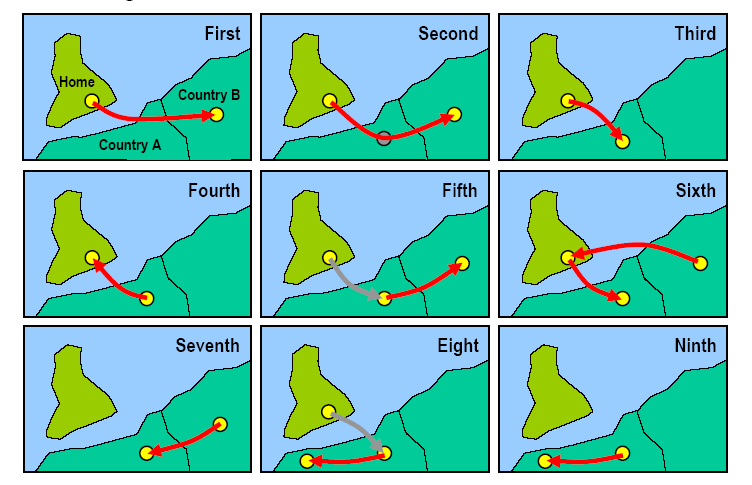 First
Home
Country B
Country A
Second
Third
Fourth
Fifth
Sixth
Seventh
Eight
Ninth